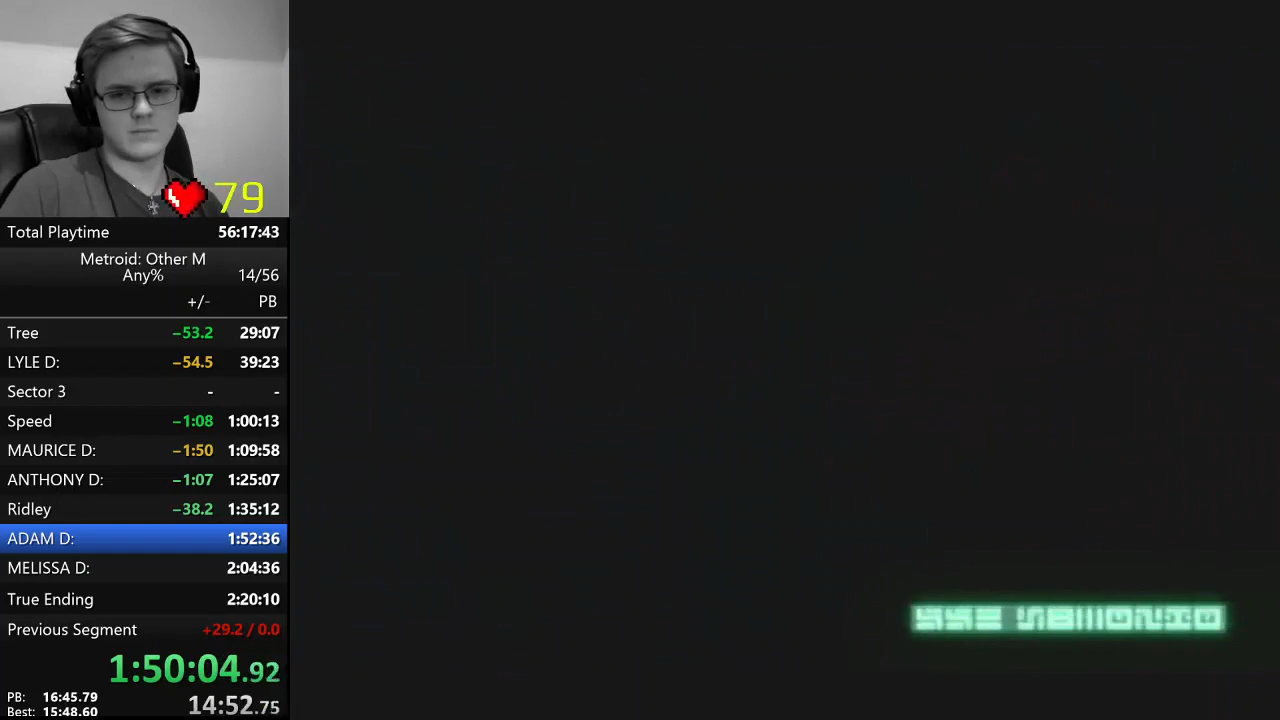 79
Total Playtime 56:17:43
Metroid: Other M
Any% 14/56
+/- PB
Tree −53.2 29:07
LYLE D: −54.5 39:23
Sector 3 - -
Speed −1:08 1:00:13
MAURICE D: −1:50 1:09:58
ANTHONY D: −1:07 1:25:07
Ridley −38.2 1:35:12
ADAM D: 1:52:36
MELISSA D: 2:04:36
True Ending 2:20:10
Previous Segment +29.2 / 0.0
1:50:04.92
PB: 16:45.79
Best: 15:48.60
14:52.75